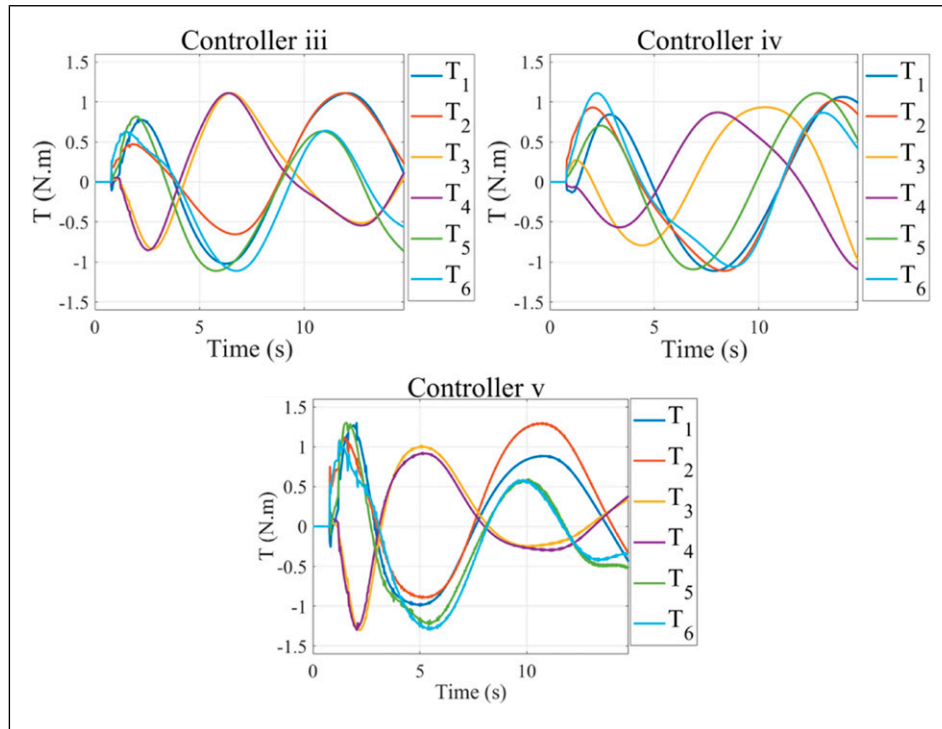 Controller iii
1.5
1
0.5
0
-0.5
-1
-1.5
T (N.m)
0 5 10
Time (s)
T1
T2
T3
T4
T5
T6
Controller iv
1.5
1
0.5
0
-0.5
-1
-1.5
T (N.m)
0 5 10
Time (s)
T1
T2
T3
T4
T5
T6
Controller v
1.5
1
0.5
0
-0.5
-1
-1.5
T (N.m)
0 5 10
Time (s)
T1
T2
T3
T4
T5
T6